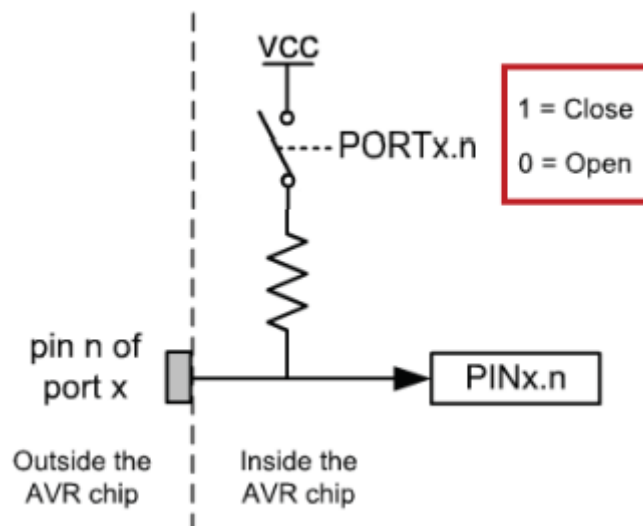 VCC
1 = Close
PORTx.n
0 = Open
pin n of
port x
PINx.n
Outside the
AVR chip
Inside the
AVR chip